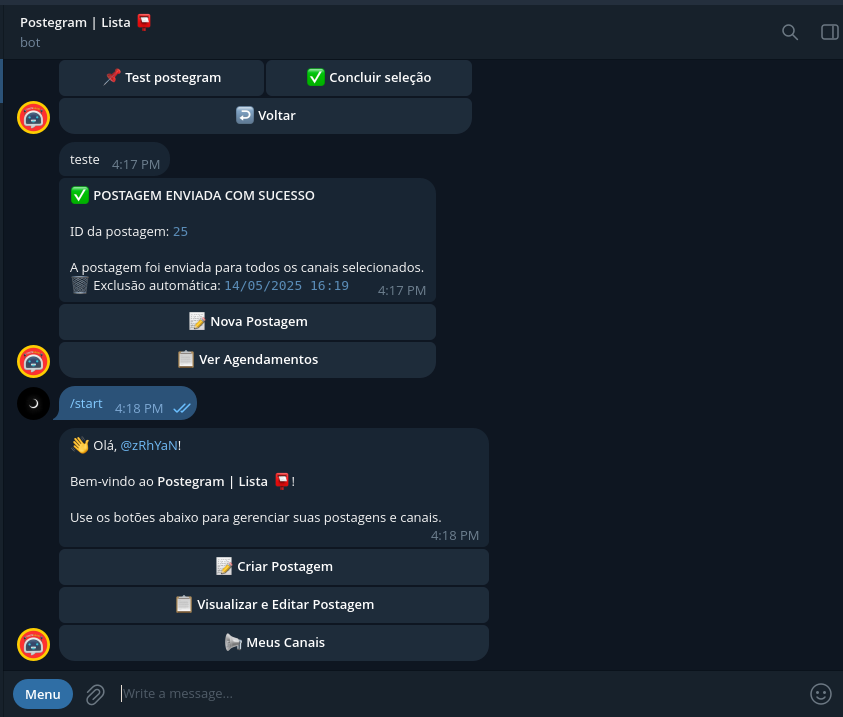 Postegram | Lista 📮
bot
📌 Test postegram
✅ Concluir seleção
↩️ Voltar
teste 4:17 PM
✅ POSTAGEM ENVIADA COM SUCESSO
ID da postagem: 25
A postagem foi enviada para todos os canais selecionados.
🗑️ Exclusão automática: 14/05/2025 16:19 4:17 PM
📝 Nova Postagem
📋 Ver Agendamentos
/start 4:18 PM
👋 Olá, @zRhYaN!
Bem-vindo ao Postegram | Lista 📮!
Use os botões abaixo para gerenciar suas postagens e canais.
4:18 PM
📝 Criar Postagem
📋 Visualizar e Editar Postagem
📢 Meus Canais
Menu
Write a message...